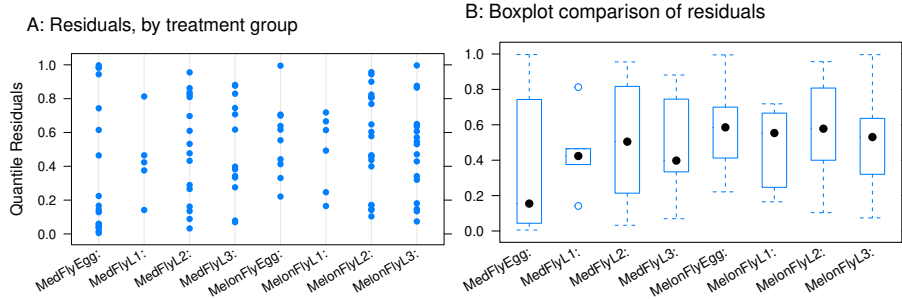 A: Residuals, by treatment group
B: Boxplot comparison of residuals
Quantile Residuals
1.0
0.8
0.6
0.4
0.2
0.0
MedFlyEgg:
MedFlyL1:
MedFlyL2:
MedFlyL3:
MelonFlyEgg:
MelonFlyL1:
MelonFlyL2:
MelonFlyL3:
1.0
0.8
0.6
0.4
0.2
0.0
MedFlyEgg:
MedFlyL1:
MedFlyL2:
MedFlyL3:
MelonFlyEgg:
MelonFlyL1:
MelonFlyL2:
MelonFlyL3: